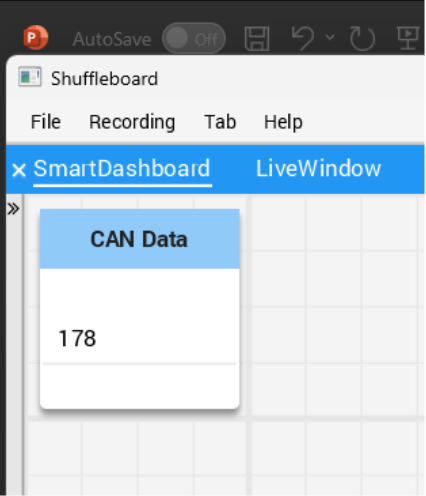 AutoSave Off
Shuffleboard
File Recording Tab Help
SmartDashboard LiveWindow
CAN Data
178